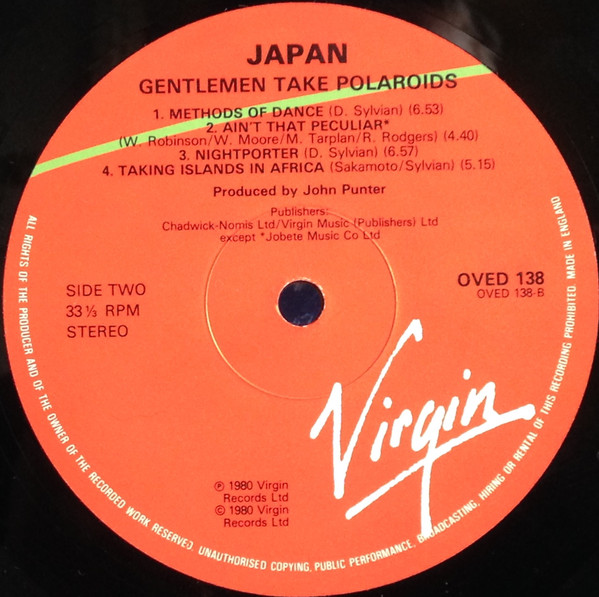 JAPAN
GENTLEMEN TAKE POLAROIDS
1. METHODS OF DANCE (D. Sylvian) (6.53)
2. AIN'T THAT PECULIAR*
(W. Robinson/W. Moore/M. Tarplan/R. Rodgers) (4.40)
3. NIGHTPORTER (D. Sylvian) (6.57)
4. TAKING ISLANDS IN AFRICA (Sakamoto/Sylvian) (5.15)
Produced by John Punter
Publishers:
Chadwick-Nomis Ltd/Virgin Music (Publishers) Ltd
except *Jobete Music Co Ltd
SIDE TWO
33⅓ RPM
STEREO
OVED 138
OVED 138-B
Virgin
℗ 1980 Virgin
Records Ltd
© 1980 Virgin
Records Ltd
ALL RIGHTS OF THE PRODUCER AND OF THE OWNER OF THE RECORDED WORK RESERVED. UNAUTHORISED COPYING, PUBLIC PERFORMANCE, BROADCASTING, HIRING OR RENTAL OF THIS RECORDING PROHIBITED. MADE IN ENGLAND